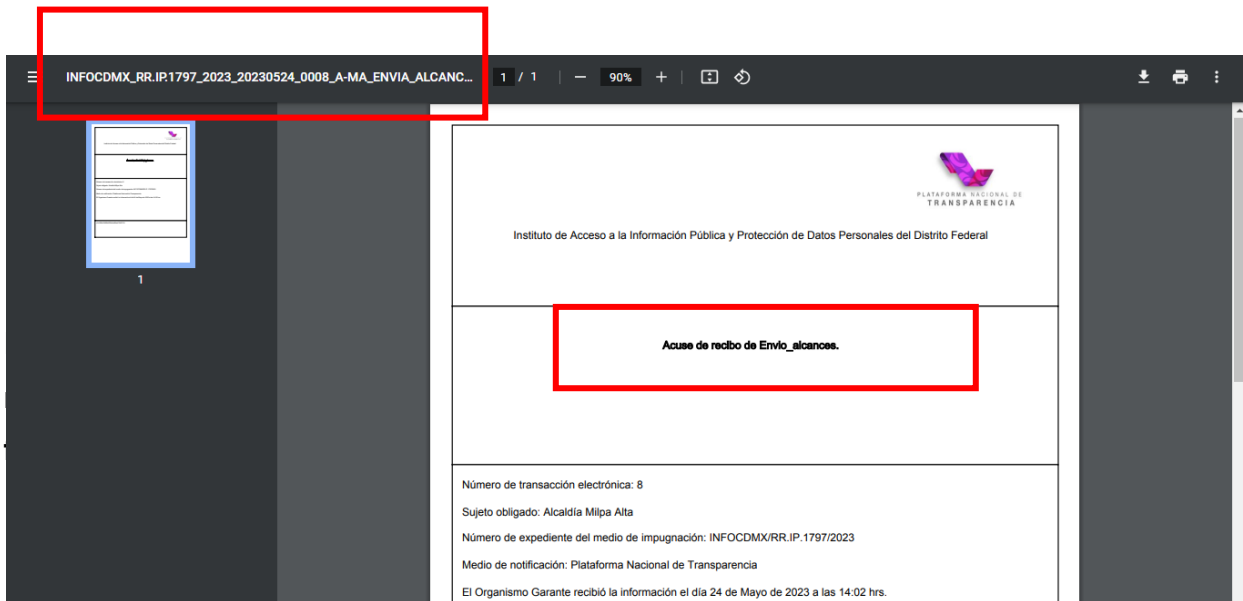 INFOCDMX_RR.IP.1797_2023_20230524_0008_A-MA_ENVIA_ALCANC... 1 / 1 90%
1
PLATAFORMA NACIONAL DE
TRANSPARENCIA
Instituto de Acceso a la Información Pública y Protección de Datos Personales del Distrito Federal
Acuse de recibo de Envio_alcances.
Número de transacción electrónica: 8
Sujeto obligado: Alcaldía Milpa Alta
Número de expediente del medio de impugnación: INFOCDMX/RR.IP.1797/2023
Medio de notificación: Plataforma Nacional de Transparencia
El Organismo Garante recibió la información el día 24 de Mayo de 2023 a las 14:02 hrs.